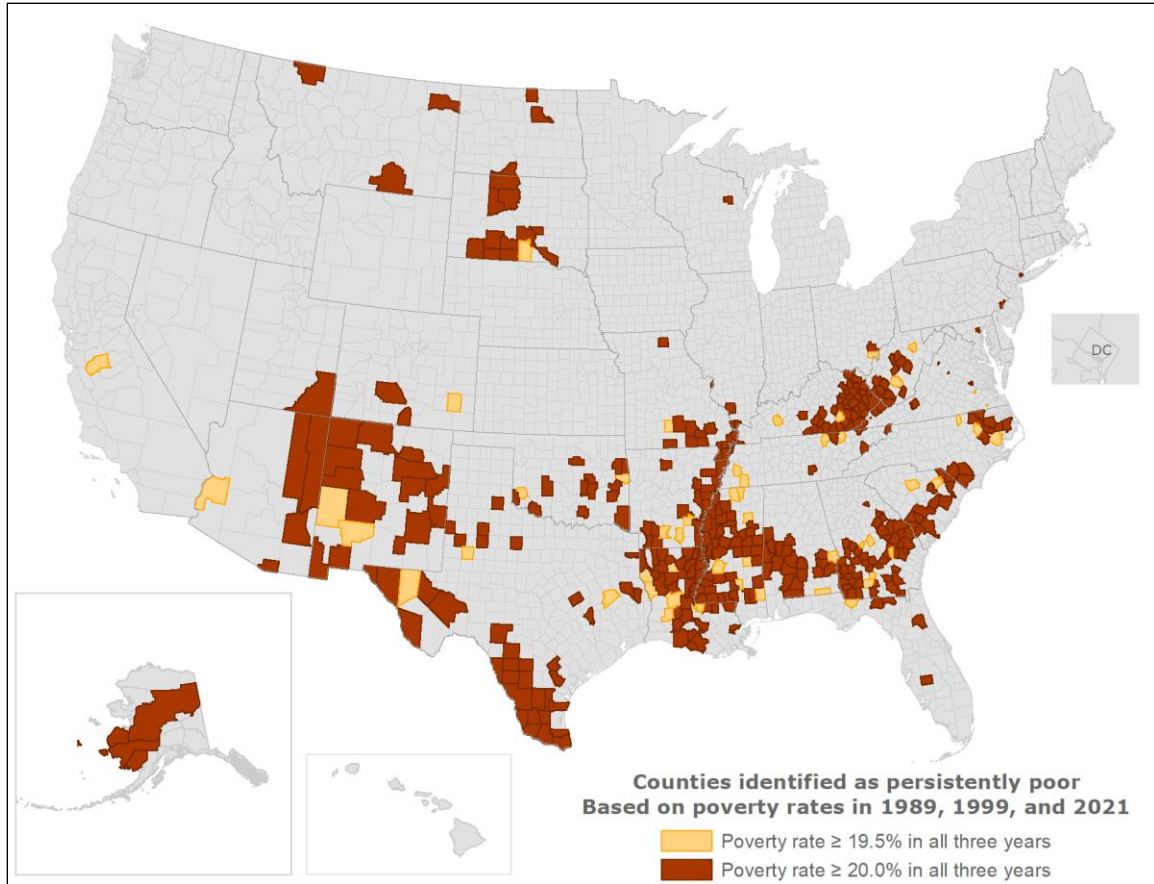 DC
Counties identified as persistently poor
Based on poverty rates in 1989, 1999, and 2021
Poverty rate ≥ 19.5% in all three years
Poverty rate ≥ 20.0% in all three years